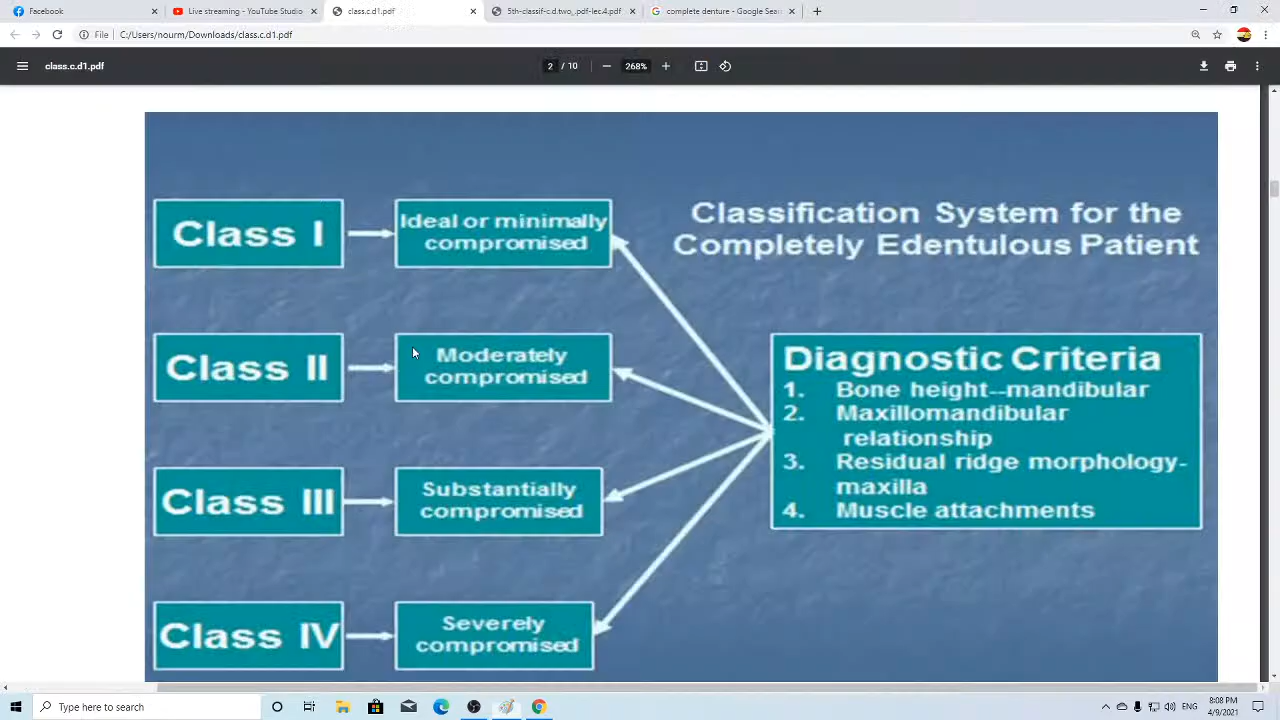 Facebook
Live streaming - YouTube Studio
class.c.d1.pdf
5th-classif-c.d.two_.pdf-lec.4.pdf
complete denture - Google Sear
File
C:/Users/nourm/Downloads/class.c.d1.pdf
class.c.d1.pdf
2 / 10
268%
Classification System for the
Completely Edentulous Patient
Class I
Ideal or minimally
compromised
Class II
Moderately
compromised
Class III
Substantially
compromised
Class IV
Severely
compromised
Diagnostic Criteria
1. Bone height--mandibular
2. Maxillomandibular
relationship
3. Residual ridge morphology-
maxilla
4. Muscle attachments
Type here to search
ENG
8:08 PM
4/9/2021